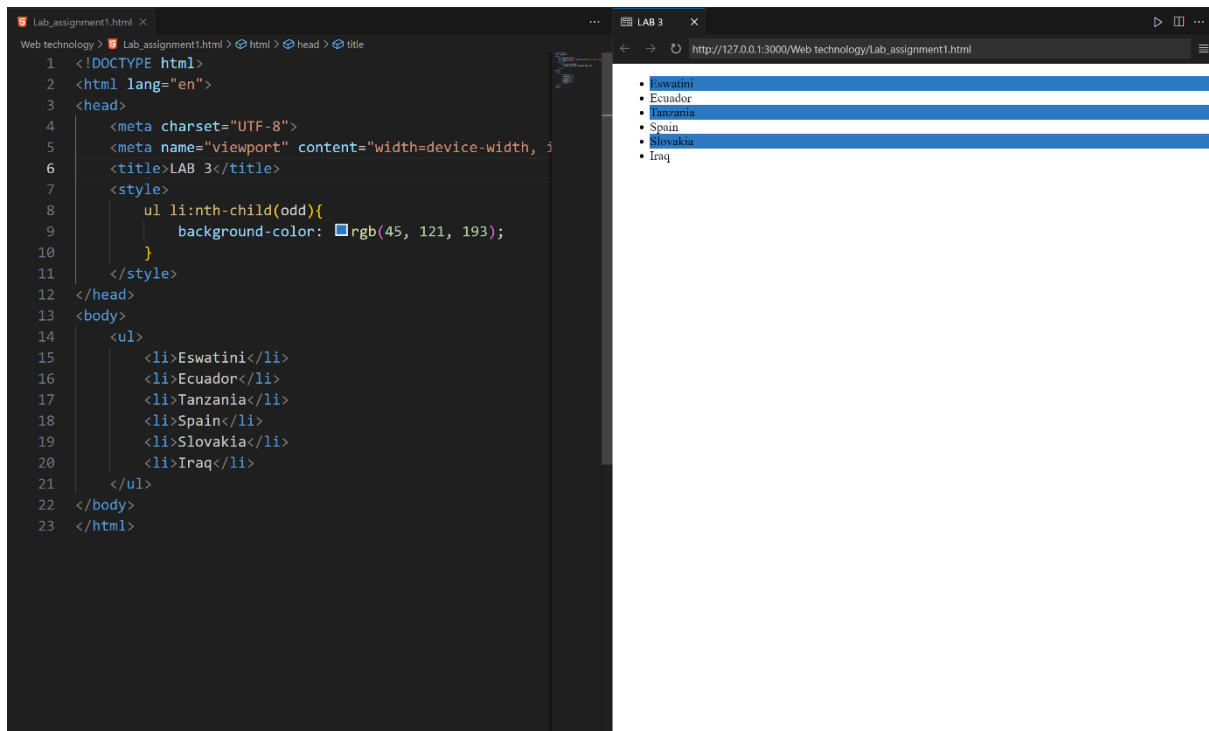 Lab_assignment1.html
Web technology > Lab_assignment1.html > html > head > title
1 <!DOCTYPE html>
2 <html lang="en">
3 <head>
4 <meta charset="UTF-8">
5 <meta name="viewport" content="width=device-width, i
6 <title>LAB 3</title>
7 <style>
8 ul li:nth-child(odd){
9 background-color: rgb(45, 121, 193);
10 }
11 </style>
12 </head>
13 <body>
14 <ul>
15 <li>Eswatini</li>
16 <li>Ecuador</li>
17 <li>Tanzania</li>
18 <li>Spain</li>
19 <li>Slovakia</li>
20 <li>Iraq</li>
21 </ul>
22 </body>
23 </html>
LAB 3
http://127.0.0.1:3000/Web technology/Lab_assignment1.html
Eswatini
Ecuador
Tanzania
Spain
Slovakia
Iraq